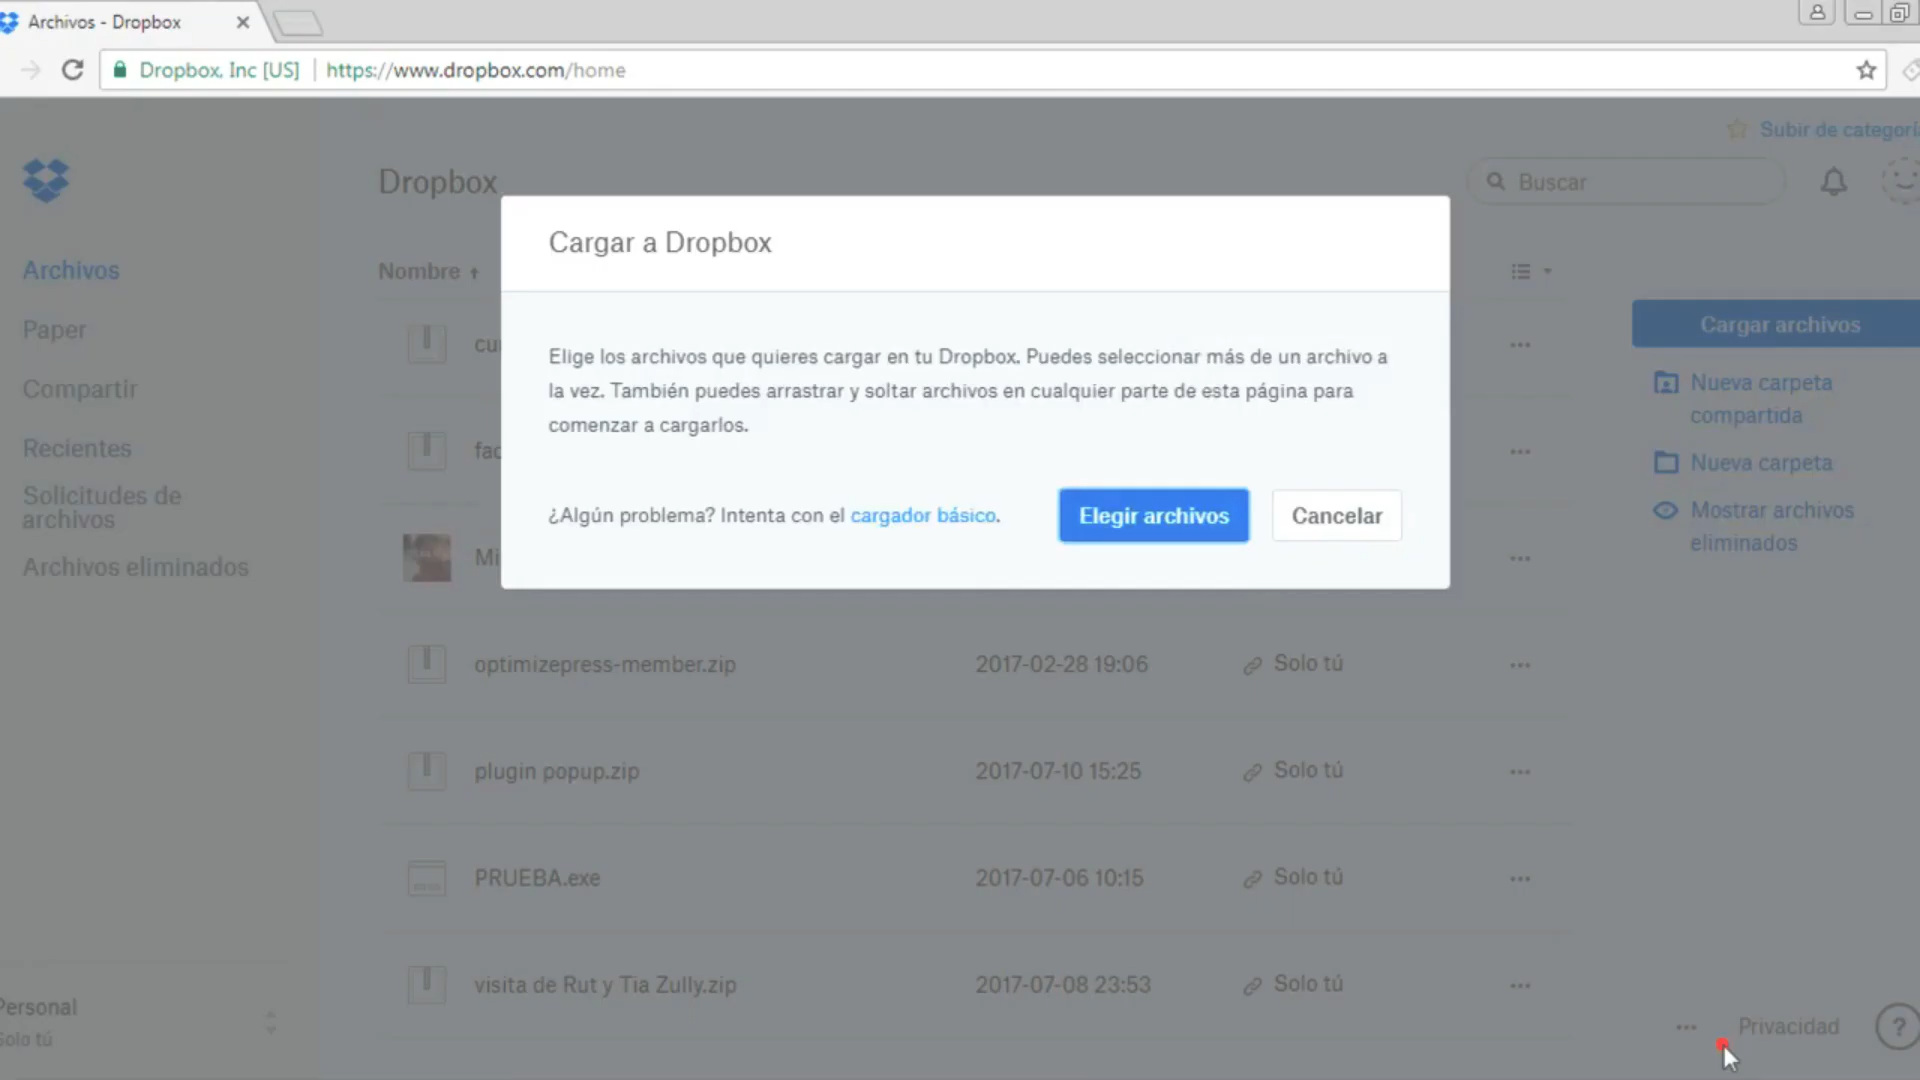 Archivos - Dropbox
Dropbox, Inc [US] https://www.dropbox.com/home
Subir de
Dropbox
Buscar
Cargar a Dropbox
Archivos
Nombre
Paper
Compartir
Recientes
Solicitudes de
archivos
Archivos eliminados
Elige los archivos que quieres cargar en tu Dropbox. Puedes seleccionar más de un archivo a
la vez. También puedes arrastrar y soltar archivos en cualquier parte de esta página para
comenzar a cargarlos.
¿Algún problema? Intenta con el cargador básico.
Elegir archivos
Cancelar
Cargar archivos
Nueva carpeta
compartida
Nueva carpeta
Mostrar archivos
eliminados
optimizepress-member.zip 2017-02-28 19:06 Solo tú
plugin popup.zip 2017-07-10 15:25 Solo tú
PRUEBA.exe 2017-07-06 10:15 Solo tú
visita de Rut y Tia Zully.zip 2017-07-08 23:53 Solo tú
Personal
Solo tú
Privacidad
?